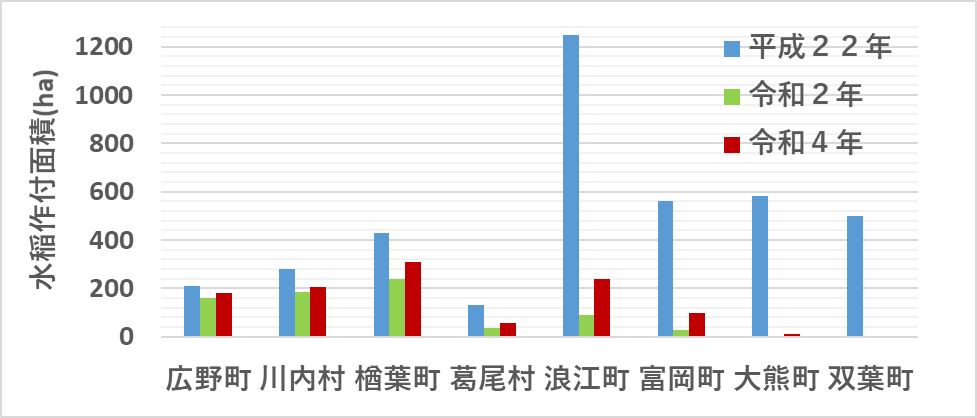 水稲作付面積(ha)
1200
1000
800
600
400
200
0
平成２２年
令和２年
令和４年
広野町 川内村 楢葉町 葛尾村 浪江町 富岡町 大熊町 双葉町